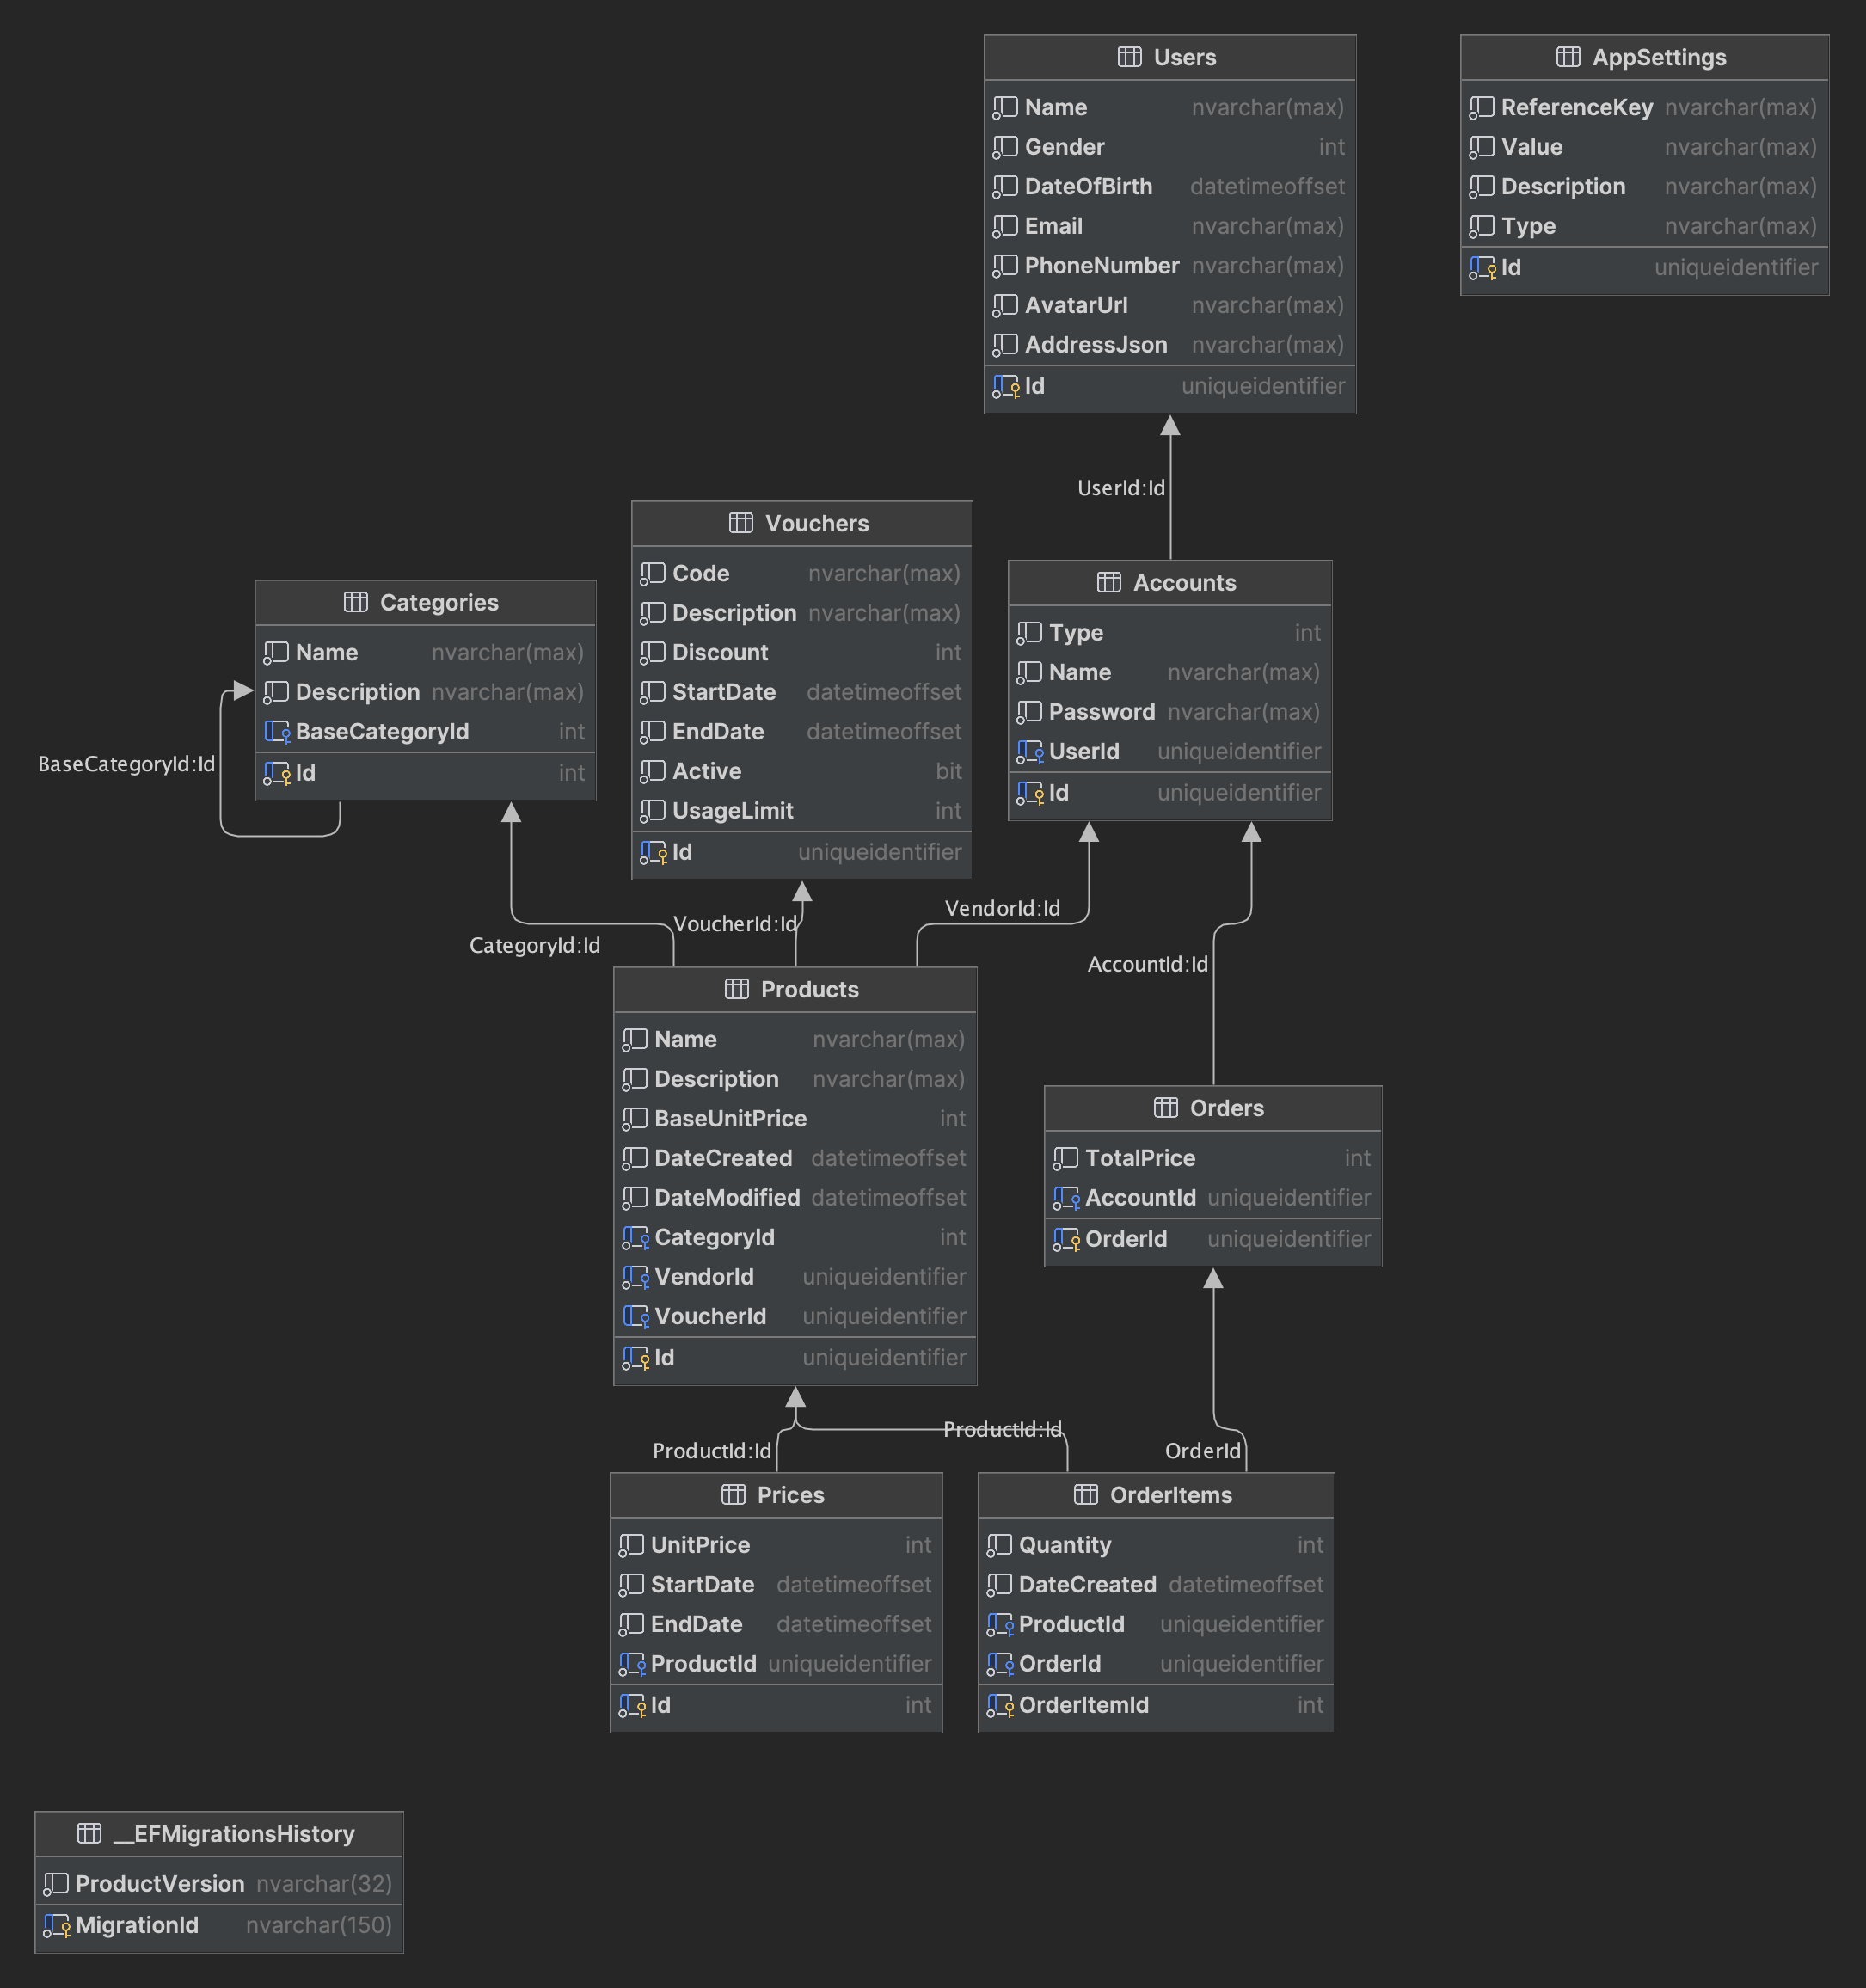 Users
Name nvarchar(max)
Gender int
DateOfBirth datetimeoffset
Email nvarchar(max)
PhoneNumber nvarchar(max)
AvatarUrl nvarchar(max)
AddressJson nvarchar(max)
Id uniqueidentifier
AppSettings
ReferenceKey nvarchar(max)
Value nvarchar(max)
Description nvarchar(max)
Type nvarchar(max)
Id uniqueidentifier
UserId:Id
Categories
Name nvarchar(max)
Description nvarchar(max)
BaseCategoryId int
Id int
BaseCategoryId:Id
Vouchers
Code nvarchar(max)
Description nvarchar(max)
Discount int
StartDate datetimeoffset
EndDate datetimeoffset
Active bit
UsageLimit int
Id uniqueidentifier
Accounts
Type int
Name nvarchar(max)
Password nvarchar(max)
UserId uniqueidentifier
Id uniqueidentifier
CategoryId:Id
VoucherId:Id
VendorId:Id
AccountId:Id
Products
Name nvarchar(max)
Description nvarchar(max)
BaseUnitPrice int
DateCreated datetimeoffset
DateModified datetimeoffset
CategoryId int
VendorId uniqueidentifier
VoucherId uniqueidentifier
Id uniqueidentifier
Orders
TotalPrice int
AccountId uniqueidentifier
OrderId uniqueidentifier
ProductId:Id
ProductId:Id
OrderId
Prices
UnitPrice int
StartDate datetimeoffset
EndDate datetimeoffset
ProductId uniqueidentifier
Id int
OrderItems
Quantity int
DateCreated datetimeoffset
ProductId uniqueidentifier
OrderId uniqueidentifier
OrderItemId int
__EFMigrationsHistory
ProductVersion nvarchar(32)
MigrationId nvarchar(150)